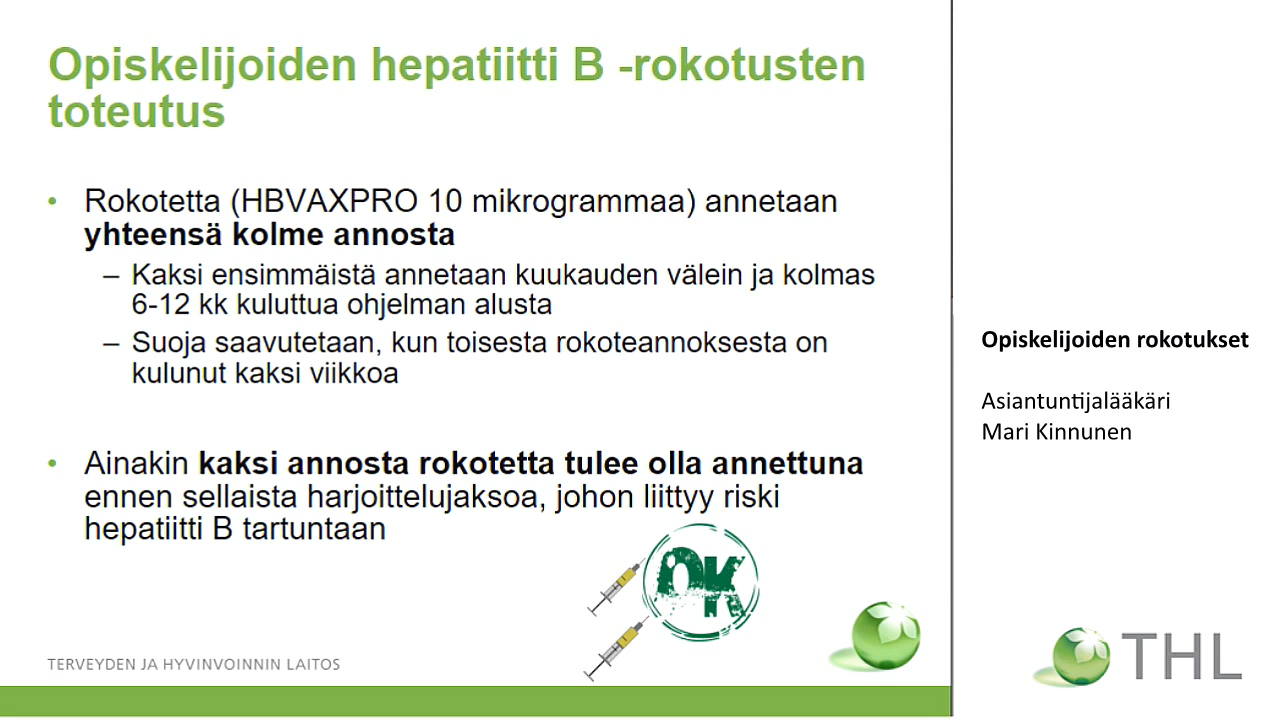 Opiskelijoiden hepatiitti B -rokotusten
toteutus
• Rokotetta (HBVAXPRO 10 mikrogrammaa) annetaan
yhteensä kolme annosta
– Kaksi ensimmäistä annetaan kuukauden välein ja kolmas
6-12 kk kuluttua ohjelman alusta
– Suoja saavutetaan, kun toisesta rokoteannoksesta on
kulunut kaksi viikkoa
• Ainakin kaksi annosta rokotetta tulee olla annettuna
ennen sellaista harjoittelujaksoa, johon liittyy riski
hepatiitti B tartuntaan
OK
TERVEYDEN JA HYVINVOINNIN LAITOS
Opiskelijoiden rokotukset
Asiantuntijalääkäri
Mari Kinnunen
THL